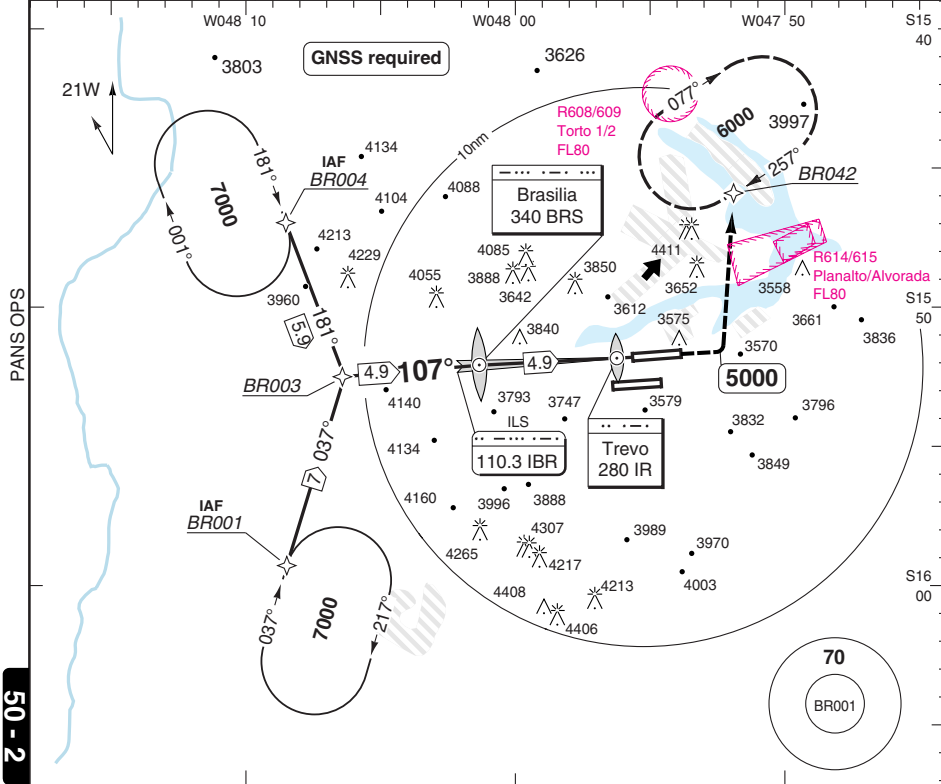 W048 10
W048 00
W047 50
S15
40
3803
GNSS required
3626
21W
R608/609
Torto 1/2
FL80
077°
6000
3997
257°
BR042
10nm
181°
7000
001°
IAF
BR004
4134
4104
4088
Brasilia
340 BRS
4213
4229
4055
4085
3888
3642
3850
4411
3652
3558
R614/615
Planalto/Alvorada
FL80
3960
5.9
181°
3612
3575
3661
3836
S15
50
PANS OPS
3840
3570
BR003
4.9
107°
4.9
5000
4140
3793
3747
3579
3832
3796
ILS
110.3 IBR
Trevo
280 IR
3849
4134
037°
7
4160
3996
3888
IAF
BR001
4265
4307
4217
3989
3970
4003
S16
00
037°
7000
217°
4408
4406
4213
70
BR001
50 - 2